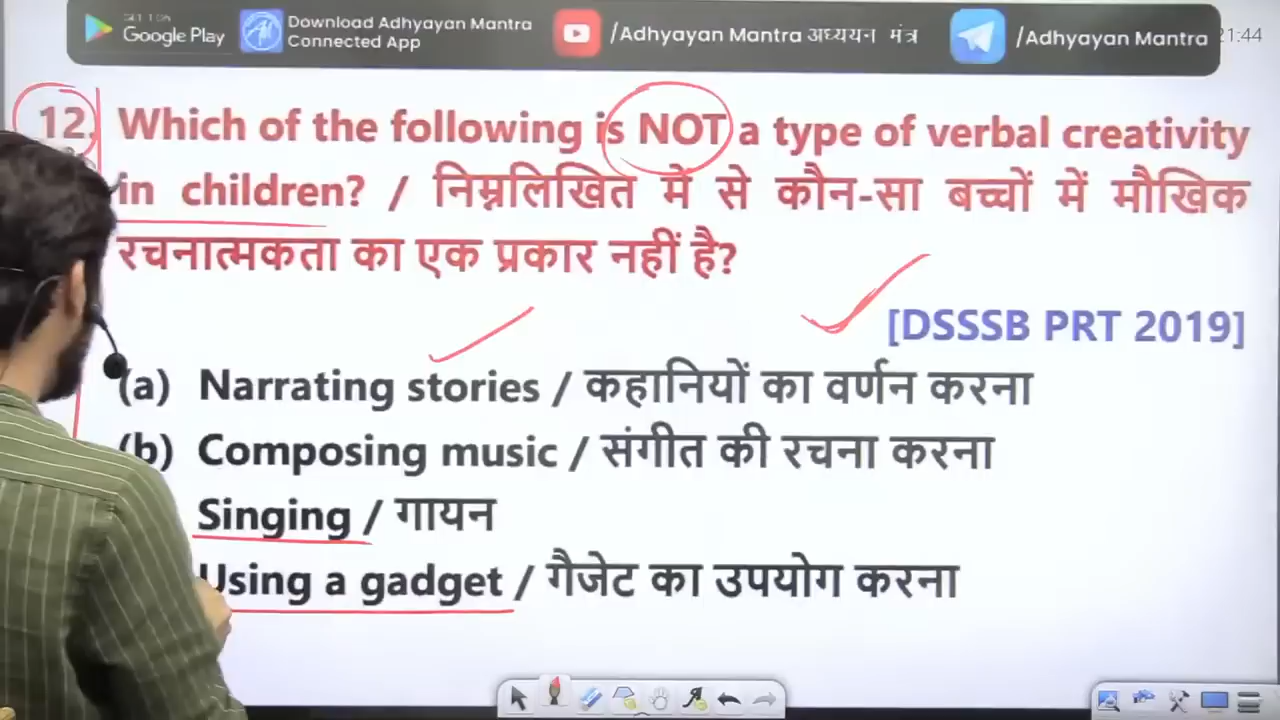 GET IT ON
Google Play
Download Adhyayan Mantra
Connected App
/Adhyayan Mantra अध्ययन मंत्र
/Adhyayan Mantra
21:44
12. Which of the following is NOT a type of verbal creativity
in children? / निम्नलिखित में से कौन-सा बच्चों में मौखिक
रचनात्मकता का एक प्रकार नहीं है?
[DSSSB PRT 2019]
(a) Narrating stories / कहानियों का वर्णन करना
(b) Composing music / संगीत की रचना करना
Singing / गायन
Using a gadget / गैजेट का उपयोग करना